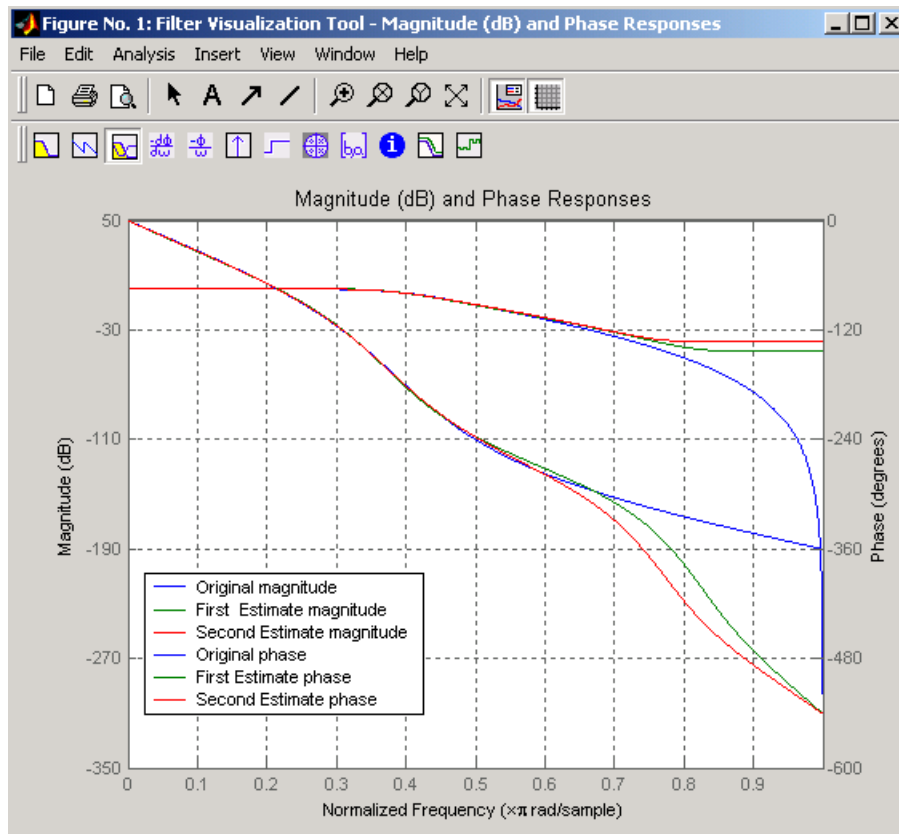 Figure No. 1: Filter Visualization Tool - Magnitude (dB) and Phase Responses
File Edit Analysis Insert View Window Help
A
-dϕ/dω -ϕ/ω [b,a] i
Magnitude (dB) and Phase Responses
50
-30
-110
-190
-270
-350
Magnitude (dB)
0
-120
-240
-360
-480
-600
Phase (degrees)
Original magnitude
First  Estimate magnitude
Second Estimate magnitude
Original phase
First Estimate phase
Second Estimate phase
0 0.1 0.2 0.3 0.4 0.5 0.6 0.7 0.8 0.9
Normalized Frequency (×π rad/sample)